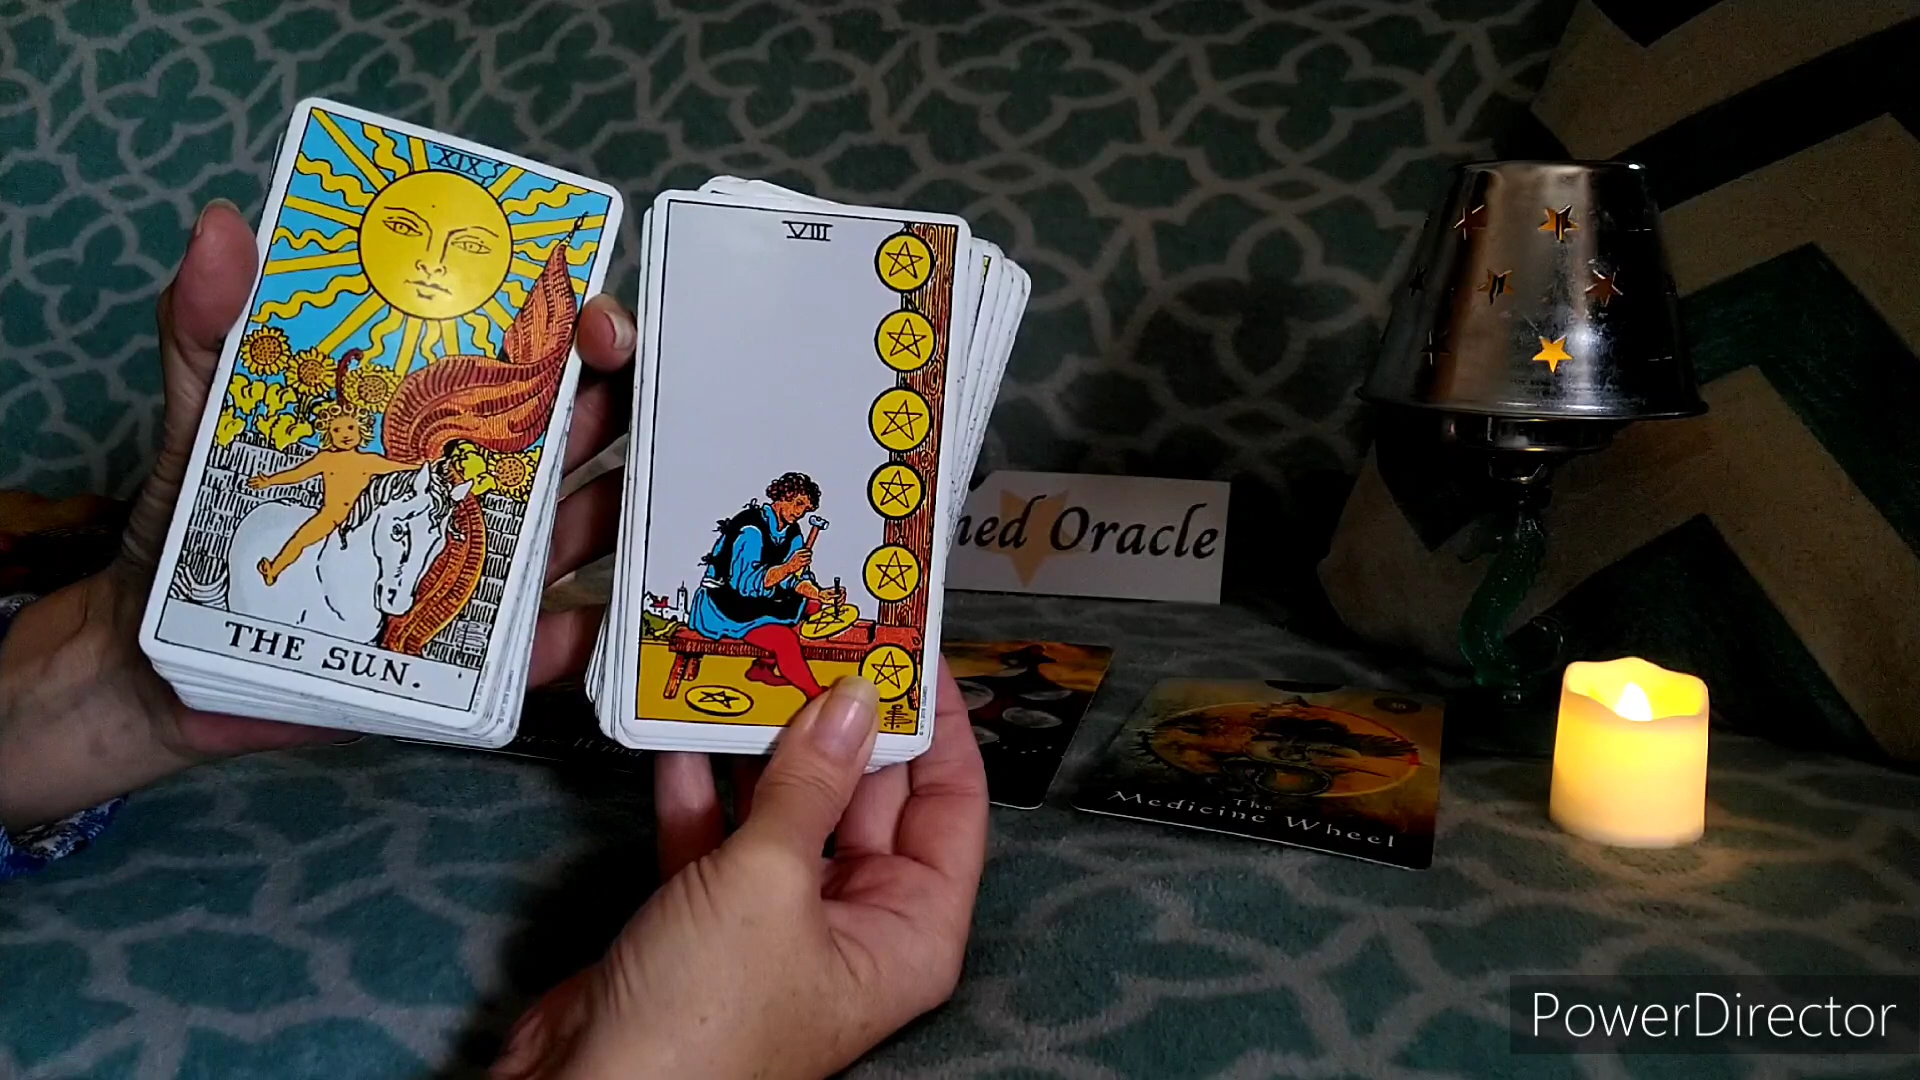 XIX
THE SUN.
VIII
ned Oracle
The
Medicine Wheel
PowerDirector